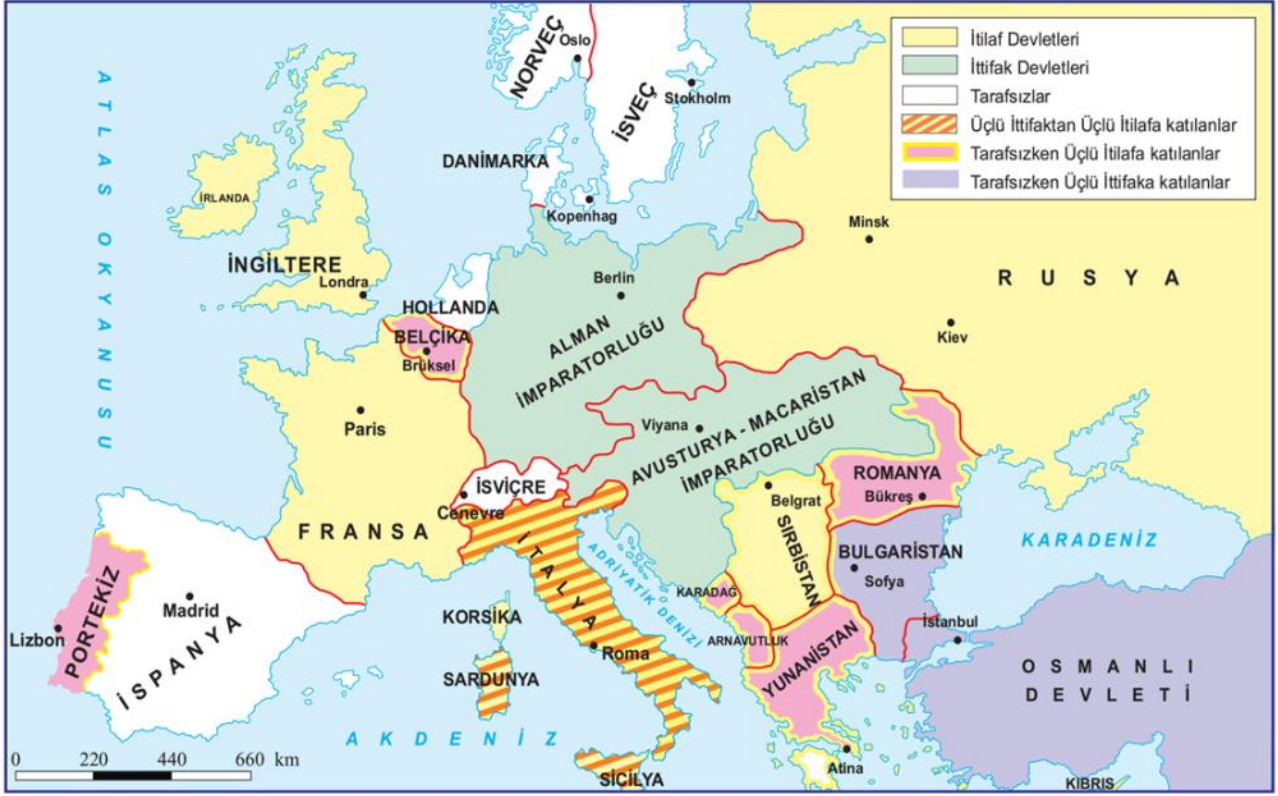 İtilaf Devletleri
İttifak Devletleri
Tarafsızlar
Üçlü İttifaktan Üçlü İtilafa katılanlar
Tarafsızken Üçlü İtilafa katılanlar
Tarafsızken Üçlü İttifaka katılanlar
ATLAS OKYANUSU
NORVEÇ
Oslo
İSVEÇ
Stokholm
DANİMARKA
Kopenhag
İRLANDA
İNGİLTERE
Londra
HOLLANDA
BELÇİKA
Brüksel
Berlin
ALMAN
İMPARATORLUĞU
Minsk
RUSYA
Kiev
Paris
FRANSA
Viyana
AVUSTURYA - MACARİSTAN
İMPARATORLUĞU
İSVİÇRE
Cenevre
ROMANYA
Bükreş
Belgrat
SIRBİSTAN
BULGARİSTAN
Sofya
KARADENİZ
İTALYA
Roma
ADRİYATİK DENİZİ
KARADAĞ
ARNAVUTLUK
YUNANİSTAN
Atina
İstanbul
OSMANLI
DEVLETİ
PORTEKİZ
Lizbon
Madrid
İSPANYA
KORSİKA
SARDUNYA
AKDENİZ
SİCİLYA
KIBRIS
0 220 440 660 km